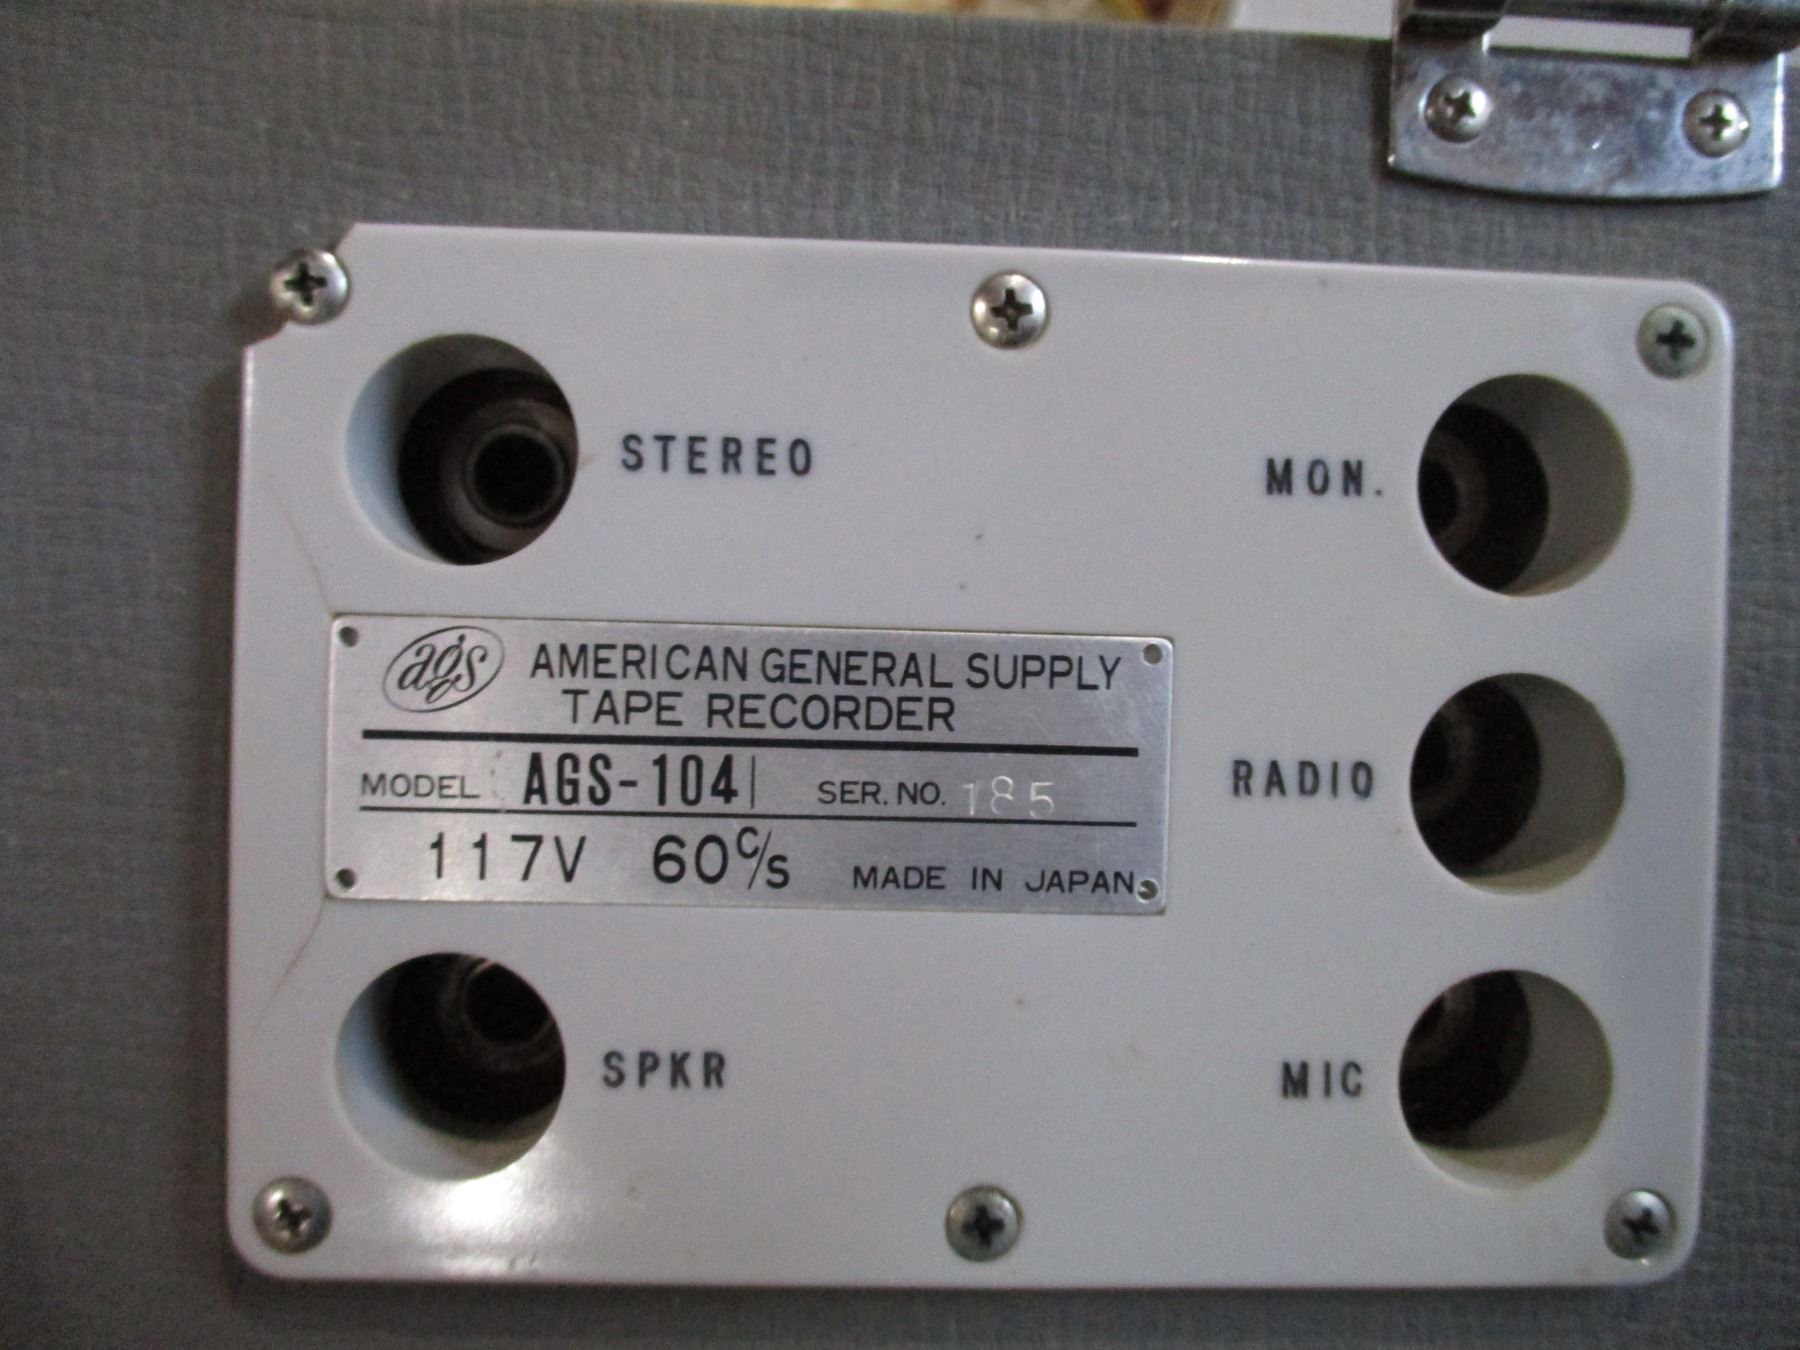 STEREO
MON.
ags AMERICAN GENERAL SUPPLY
TAPE RECORDER
MODEL AGS-104 SER. NO. 185
RADIO
117V 60 C/S MADE IN JAPAN
SPKR
MIC